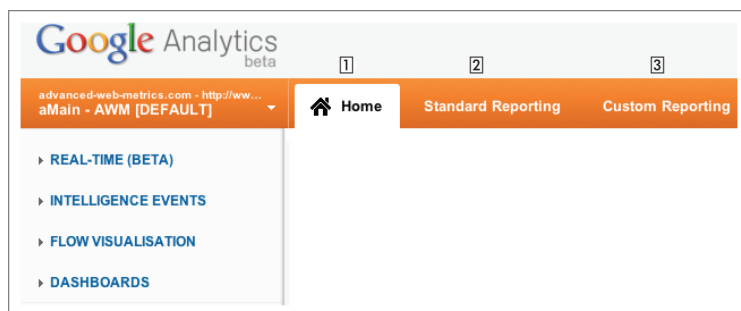 Google Analytics
beta
1 2 3
advanced-web-metrics.com - http://ww...
aMain - AWM [DEFAULT]
Home Standard Reporting Custom Reporting
REAL-TIME (BETA)
INTELLIGENCE EVENTS
FLOW VISUALISATION
DASHBOARDS